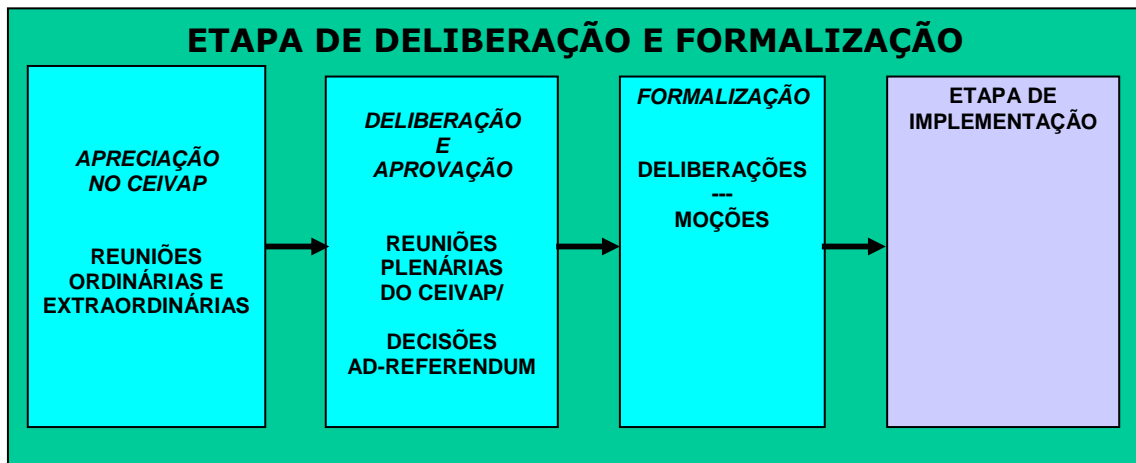 ETAPA DE DELIBERAÇÃO E FORMALIZAÇÃO
APRECIAÇÃO
NO CEIVAP
REUNIÕES
ORDINÁRIAS E
EXTRAORDINÁRIAS
DELIBERAÇÃO
E
APROVAÇÃO
REUNIÕES
PLENÁRIAS
DO CEIVAP/
DECISÕES
AD-REFERENDUM
FORMALIZAÇÃO
DELIBERAÇÕES
---
MOÇÕES
ETAPA DE
IMPLEMENTAÇÃO